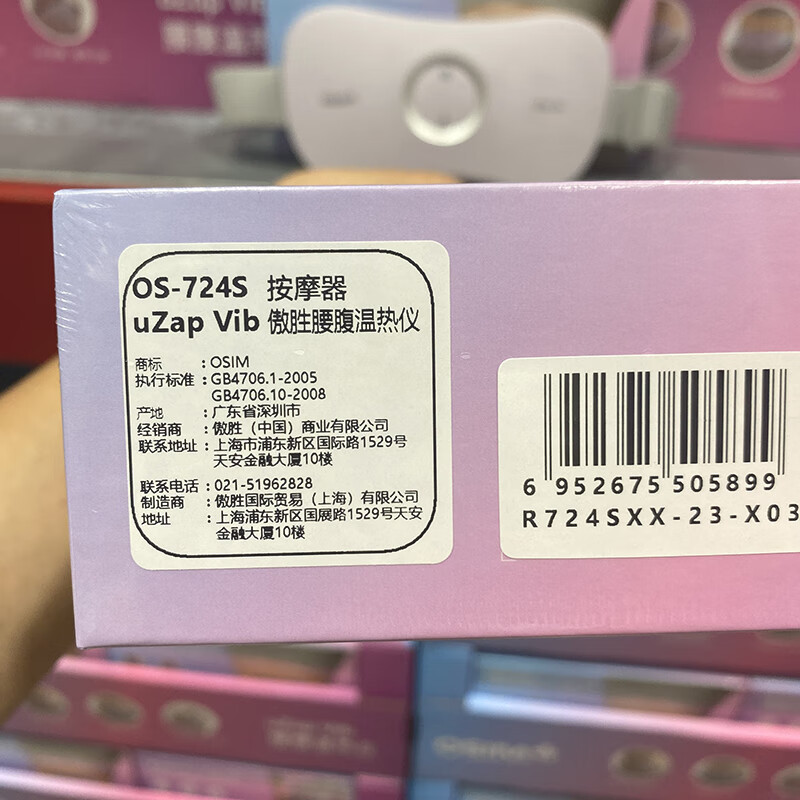 OS-724S 按摩器
uZap Vib 傲胜腰腹温热仪
商标 : OSIM
执行标准 : GB4706.1-2005
GB4706.10-2008
产地 : 广东省深圳市
经销商 : 傲胜（中国）商业有限公司
联系地址 : 上海市浦东新区国际路1529号
天安金融大厦10楼
联系电话 : 021-51962828
制造商 : 傲胜国际贸易（上海）有限公司
地址 : 上海浦东新区国展路1529号天安
金融大厦10楼
6 952675 505899
R724SXX-23-X03